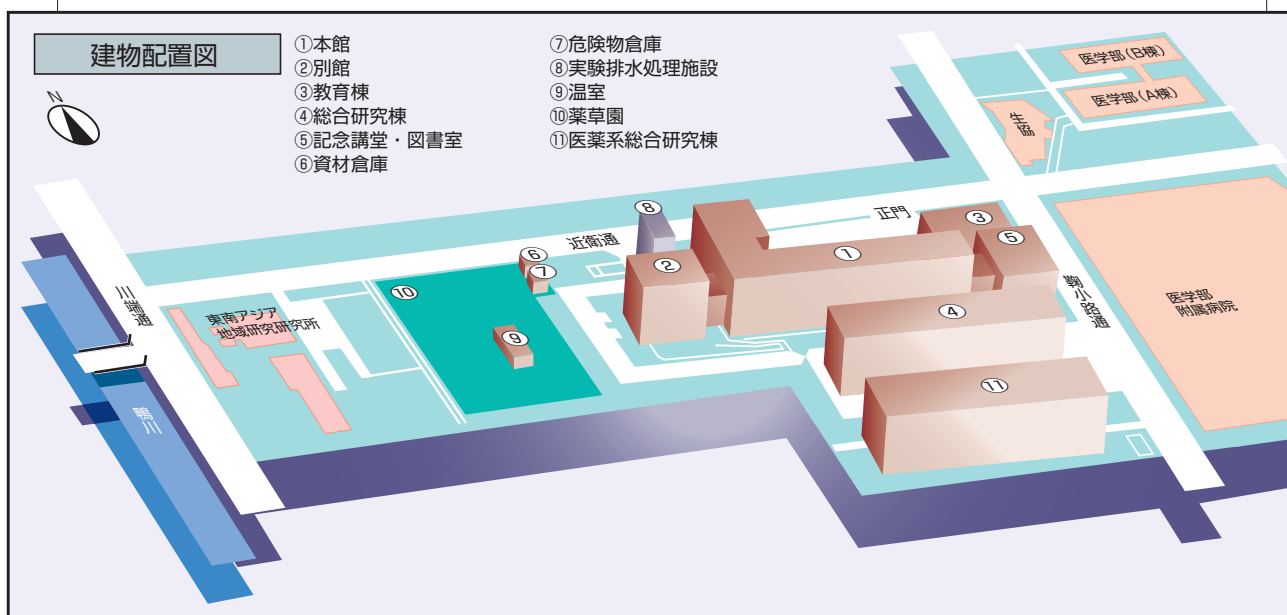 建物配置図
N
①本館
②別館
③教育棟
④総合研究棟
⑤記念講堂・図書室
⑥資材倉庫
⑦危険物倉庫
⑧実験排水処理施設
⑨温室
⑩薬草園
⑪医薬系総合研究棟
医学部(B棟)
医学部(A棟)
生協
⑧
正門
③
近衛通
⑤
⑥
②
①
⑦
川端通
⑩
鞠小路通
医学部
附属病院
東南アジア
地域研究研究所
④
⑨
⑪
鴨川